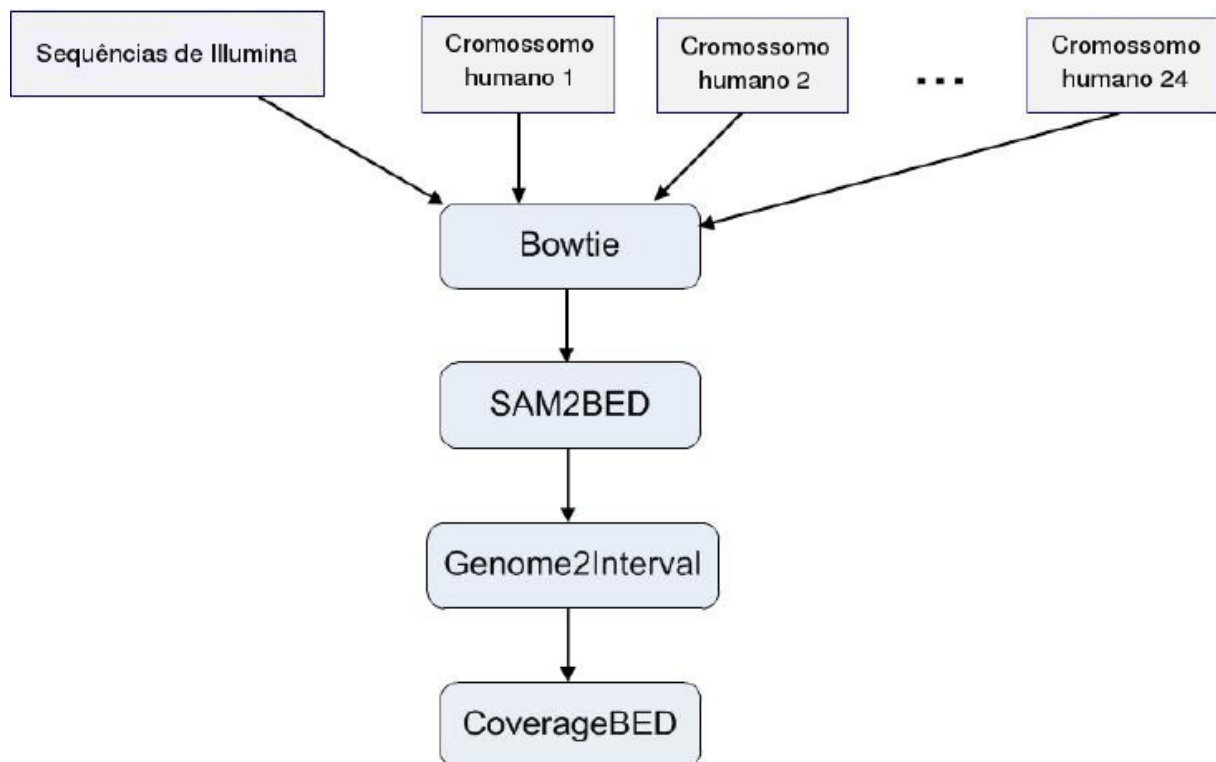 Sequências de Illumina
Cromossomo
humano 1
Cromossomo
humano 2
...
Cromossomo
humano 24
Bowtie
SAM2BED
Genome2Interval
CoverageBED